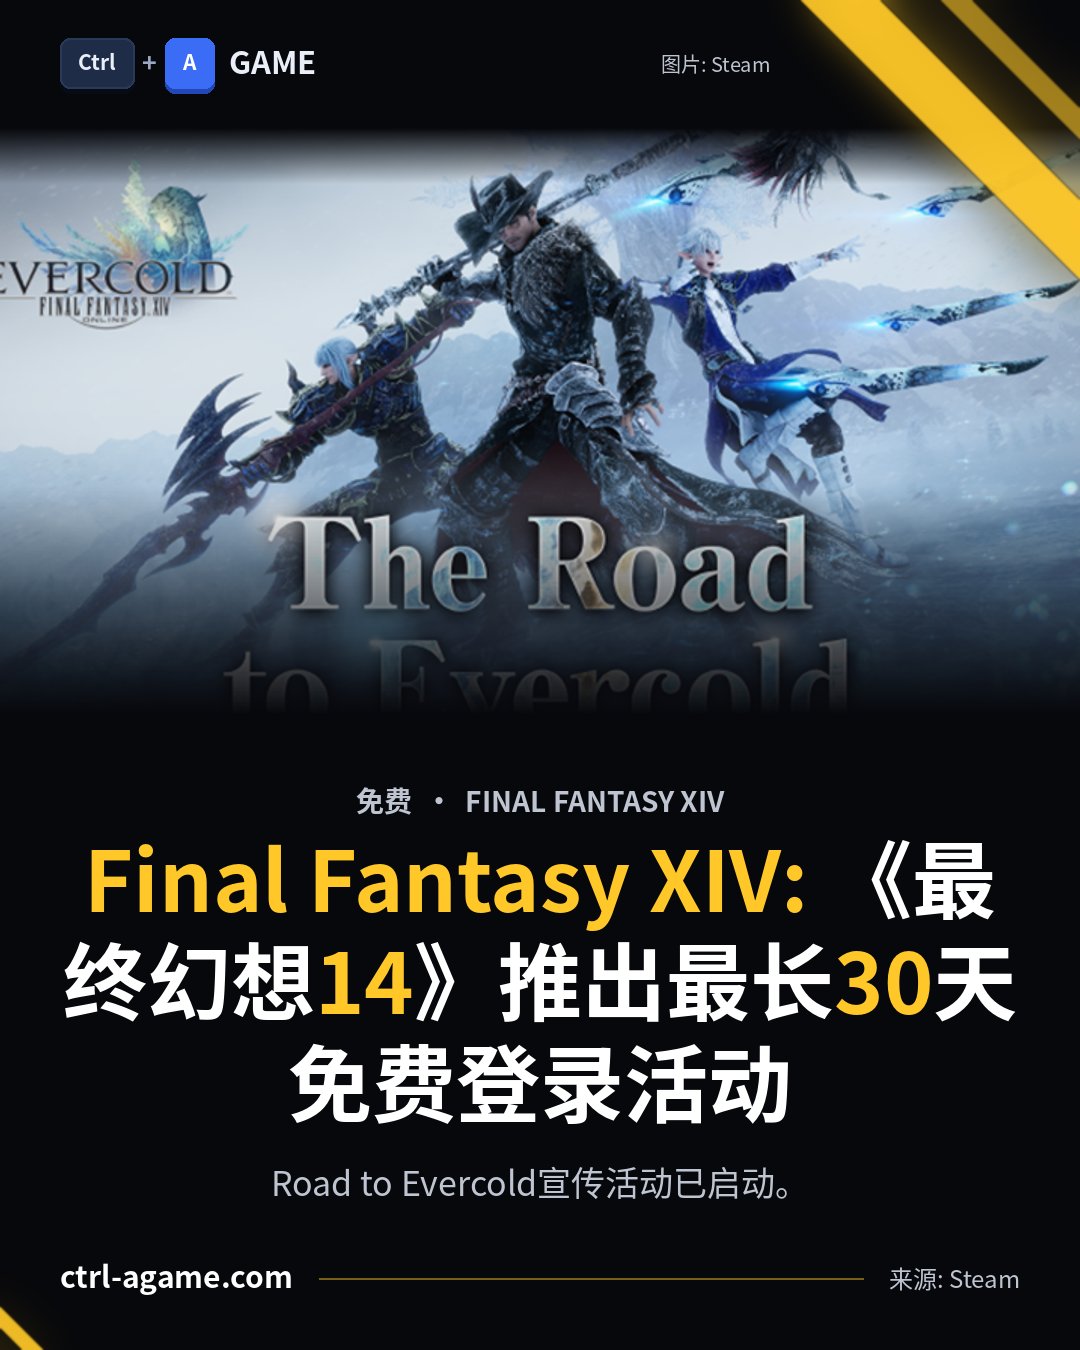 Ctrl + A GAME
图片: Steam
EVERCOLD
FINAL FANTASY XIV
ONLINE
The Road
to Evercold
免费 • FINAL FANTASY XIV
Final Fantasy XIV: 《最
终幻想14》推出最长30天
免费登录活动
Road to Evercold宣传活动已启动。
ctrl-agame.com
来源: Steam